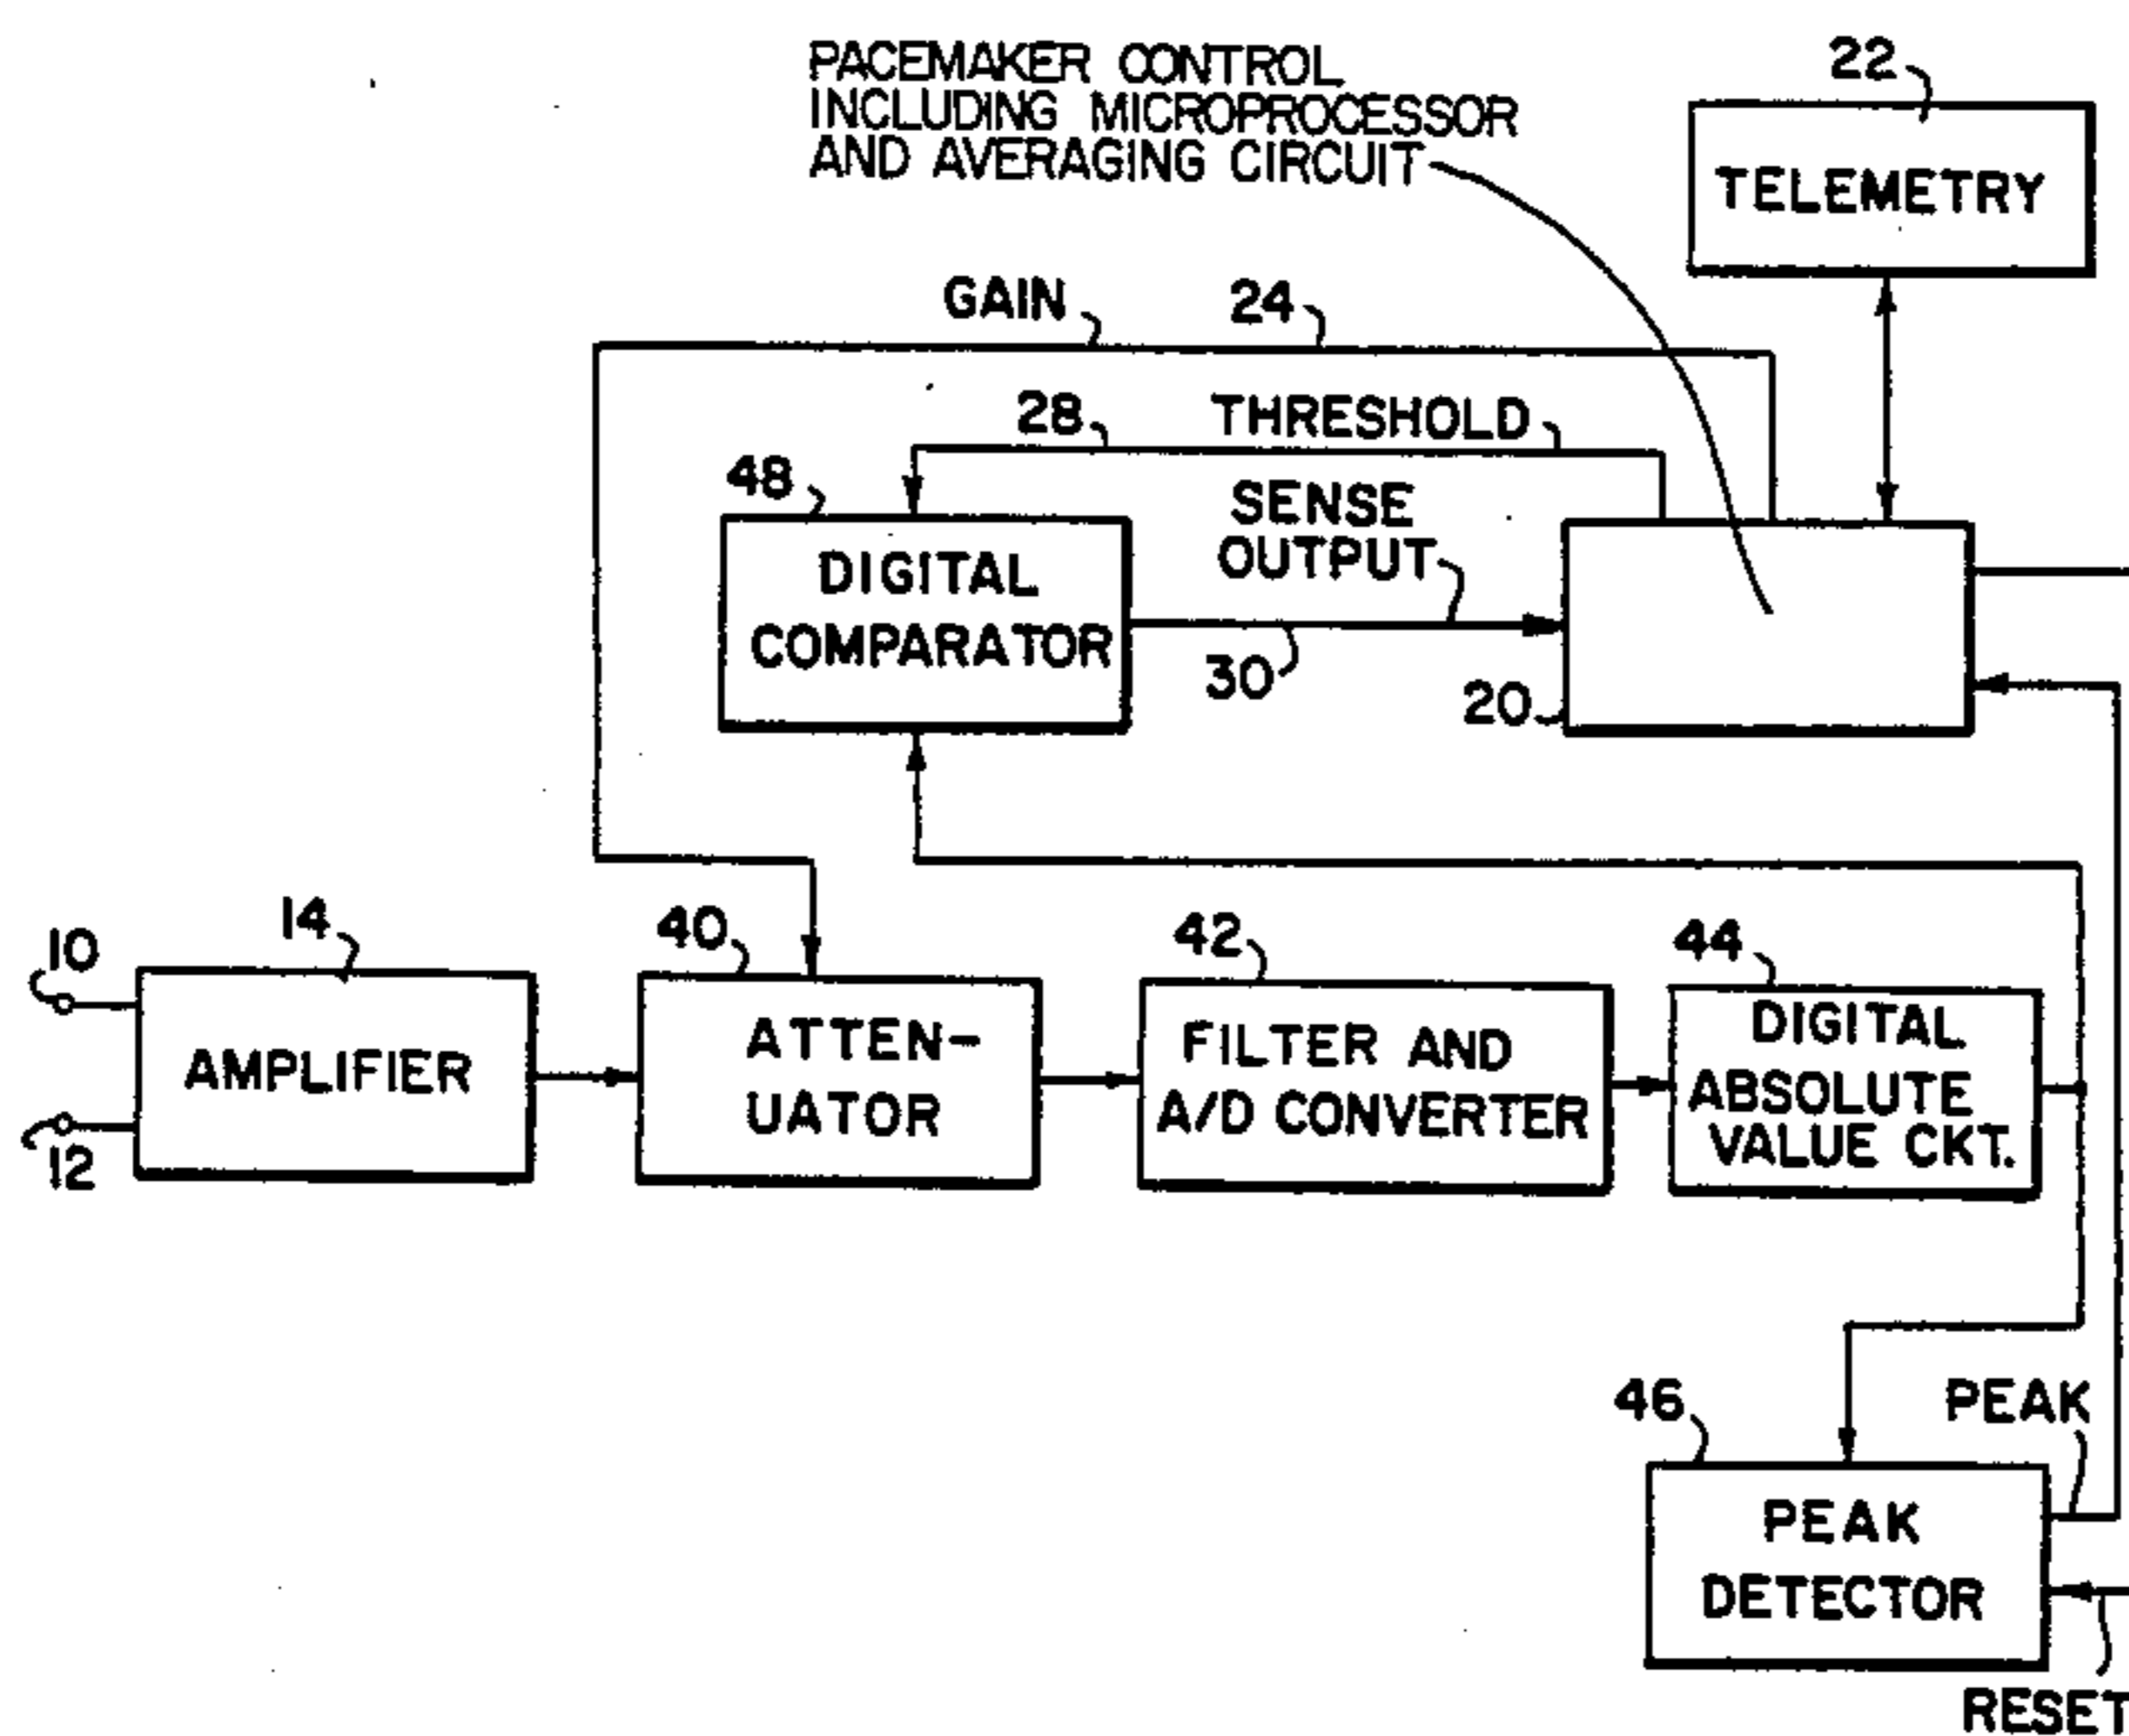 PACEMAKER CONTROL
INCLUDING MICROPROCESSOR
AND AVERAGING CIRCUIT
22
TELEMETRY
GAIN
24
28
THRESHOLD
48
SENSE
OUTPUT
DIGITAL
COMPARATOR
30
20
10
14
40
42
44
12
AMPLIFIER
ATTEN-
UATOR
FILTER AND
A/D CONVERTER
DIGITAL
ABSOLUTE
VALUE CKT.
46
PEAK
PEAK
DETECTOR
RESET